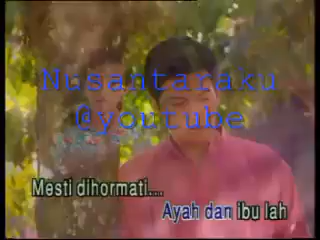 Nusantaraku
@youtube
Mesti dihormati...
Ayah dan ibu lah